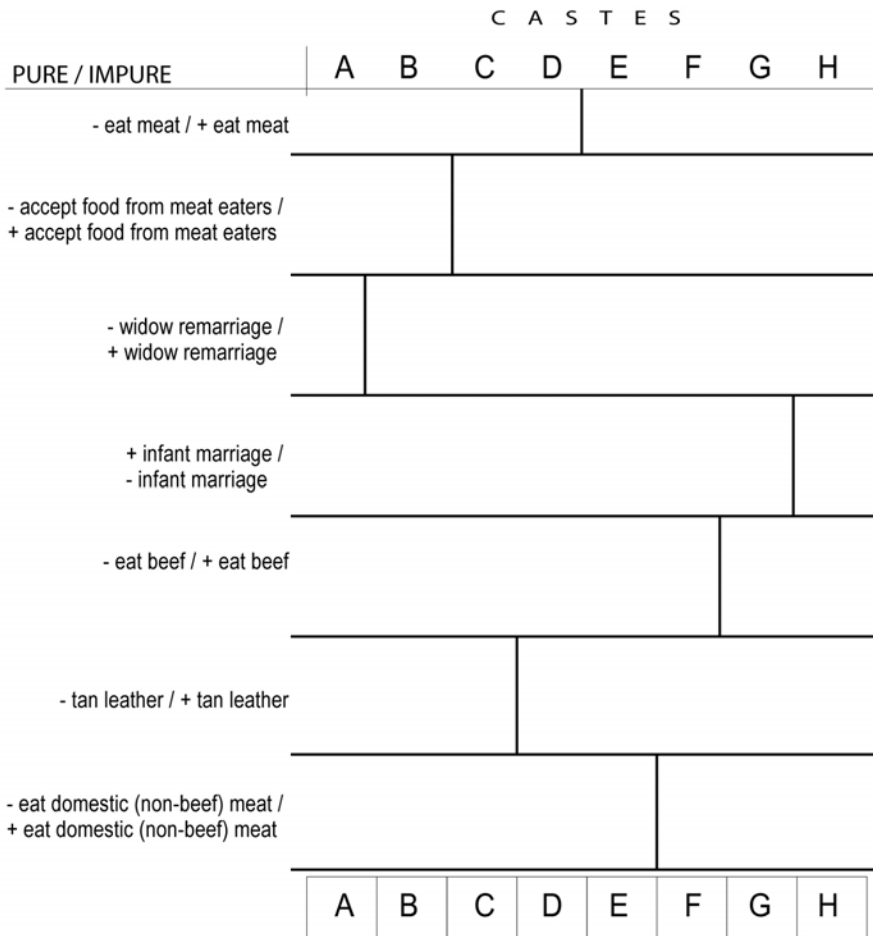 C A S T E S
PURE / IMPURE A B C D E F G H
- eat meat / + eat meat
- accept food from meat eaters /
+ accept food from meat eaters
- widow remarriage /
+ widow remarriage
+ infant marriage /
- infant marriage
- eat beef / + eat beef
- tan leather / + tan leather
- eat domestic (non-beef) meat /
+ eat domestic (non-beef) meat
A B C D E F G H